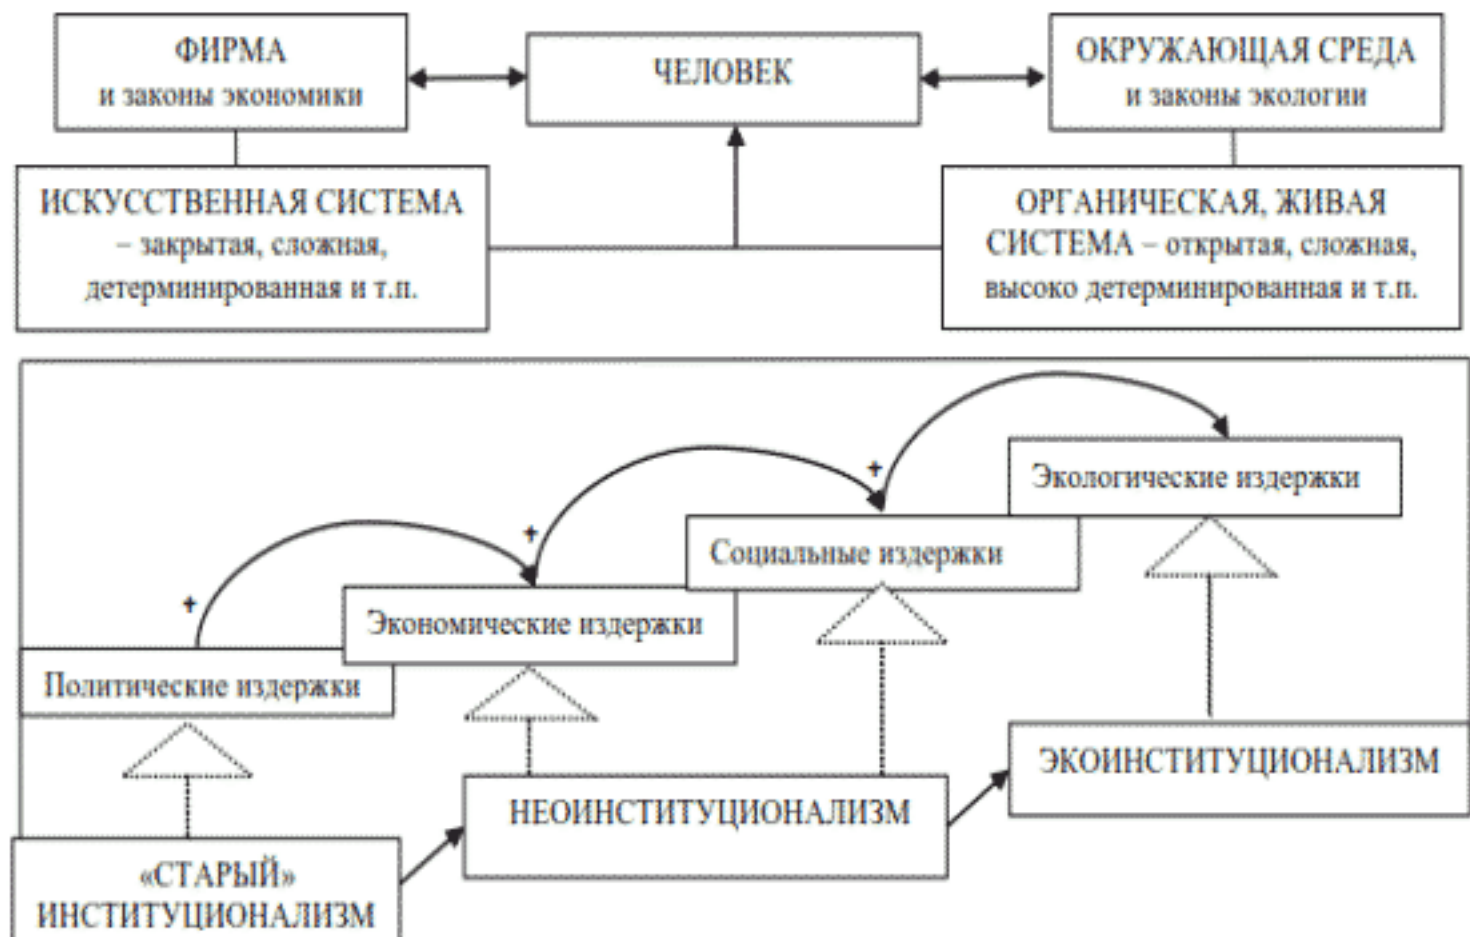 ФИРМА
и законы экономики
ЧЕЛОВЕК
ОКРУЖАЮЩАЯ СРЕДА
и законы экологии
ИСКУССТВЕННАЯ СИСТЕМА
– закрытая, сложная,
детерминированная и т.п.
ОРГАНИЧЕСКАЯ, ЖИВАЯ
СИСТЕМА – открытая, сложная,
высоко детерминированная и т.п.
+
Экологические издержки
+
Социальные издержки
+
Экономические издержки
Политические издержки
ЭКОИНСТИТУЦИОНАЛИЗМ
НЕОИНСТИТУЦИОНАЛИЗМ
«СТАРЫЙ»
ИНСТИТУЦИОНАЛИЗМ